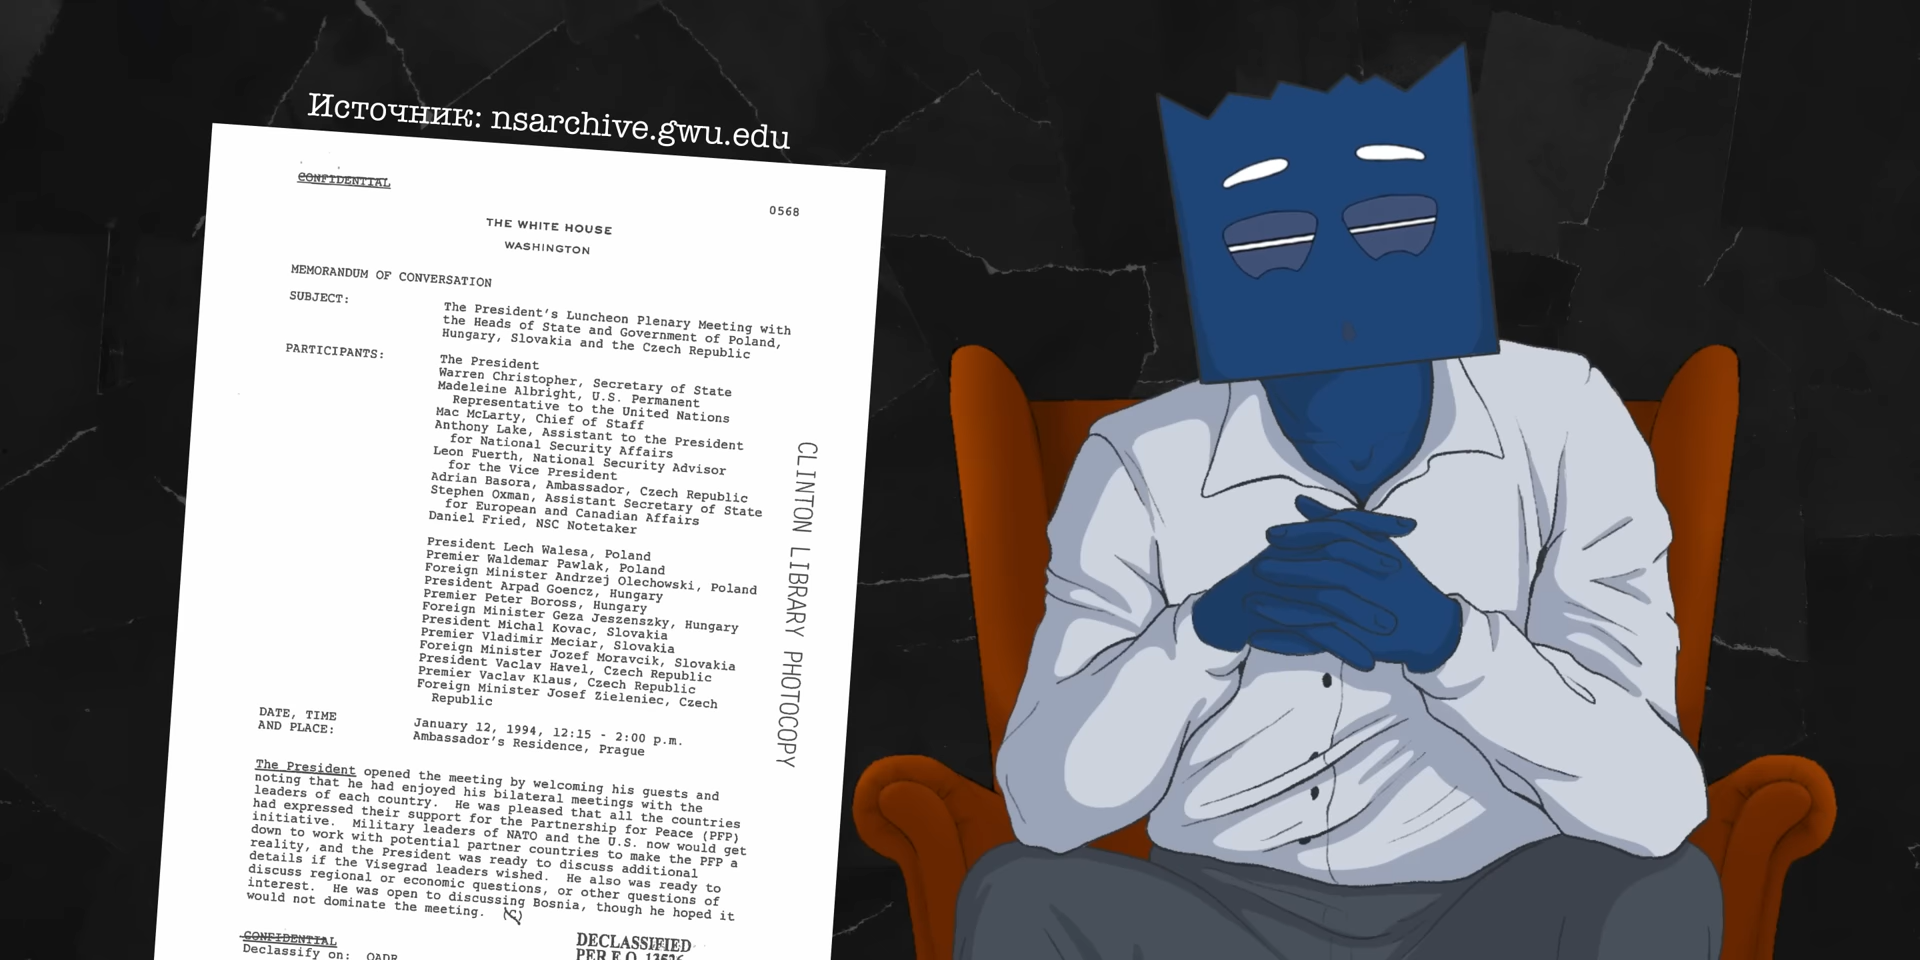 Источник: nsarchive.gwu.edu
CONFIDENTIAL
0568
THE WHITE HOUSE
WASHINGTON
MEMORANDUM OF CONVERSATION
SUBJECT:
The President's Luncheon Plenary Meeting with
the Heads of State and Government of Poland,
Hungary, Slovakia and the Czech Republic
PARTICIPANTS:
The President
Warren Christopher, Secretary of State
Madeleine Albright, U.S. Permanent
Representative to the United Nations
Mac McLarty, Chief of Staff
Anthony Lake, Assistant to the President
for National Security Affairs
Leon Fuerth, National Security Advisor
for the Vice President
Adrian Basora, Ambassador, Czech Republic
Stephen Oxman, Assistant Secretary of State
for European and Canadian Affairs
Daniel Fried, NSC Notetaker
President Lech Walesa, Poland
Premier Waldemar Pawlak, Poland
Foreign Minister Andrzej Olechowski, Poland
President Arpad Goencz, Hungary
Premier Peter Boross, Hungary
Foreign Minister Geza Jeszenszky, Hungary
President Michal Kovac, Slovakia
Premier Vladimir Meciar, Slovakia
Foreign Minister Jozef Moravcik, Slovakia
President Vaclav Havel, Czech Republic
Premier Vaclav Klaus, Czech Republic
Foreign Minister Josef Zieleniec, Czech
Republic
CLINTON LIBRARY PHOTOCOPY
DATE, TIME
AND PLACE:
January 12, 1994, 12:15 - 2:00 p.m.
Ambassador's Residence, Prague
The President opened the meeting by welcoming his guests and
noting that he had enjoyed his bilateral meetings with the
leaders of each country. He was pleased that all the countries
had expressed their support for the Partnership for Peace (PFP)
initiative. Military leaders of NATO and the U.S. now would get
down to work with potential partner countries to make the PFP a
reality, and the President was ready to discuss additional
details if the Visegrad leaders wished. He also was ready to
discuss regional or economic questions, or other questions of
interest. He was open to discussing Bosnia, though he hoped it
would not dominate the meeting. (C)
CONFIDENTIAL
Declassify on: OADR
DECLASSIFIED
PER E.O. 13526